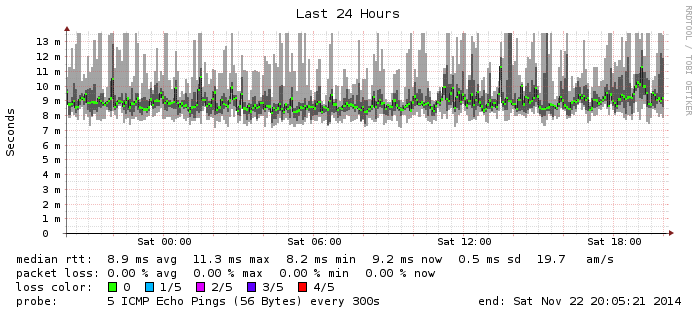 Last 24 Hours
RRDTOOL / TOBI OETIKER
Seconds
13 m
12 m
11 m
10 m
9 m
8 m
7 m
6 m
5 m
4 m
3 m
2 m
1 m
0
Sat 00:00 Sat 06:00 Sat 12:00 Sat 18:00
median rtt: 8.9 ms avg 11.3 ms max 8.2 ms min 9.2 ms now 0.5 ms sd 19.7 am/s
packet loss: 0.00 % avg 0.00 % max 0.00 % min 0.00 % now
loss color: 0 1/5 2/5 3/5 4/5
probe: 5 ICMP Echo Pings (56 Bytes) every 300s end: Sat Nov 22 20:05:21 2014